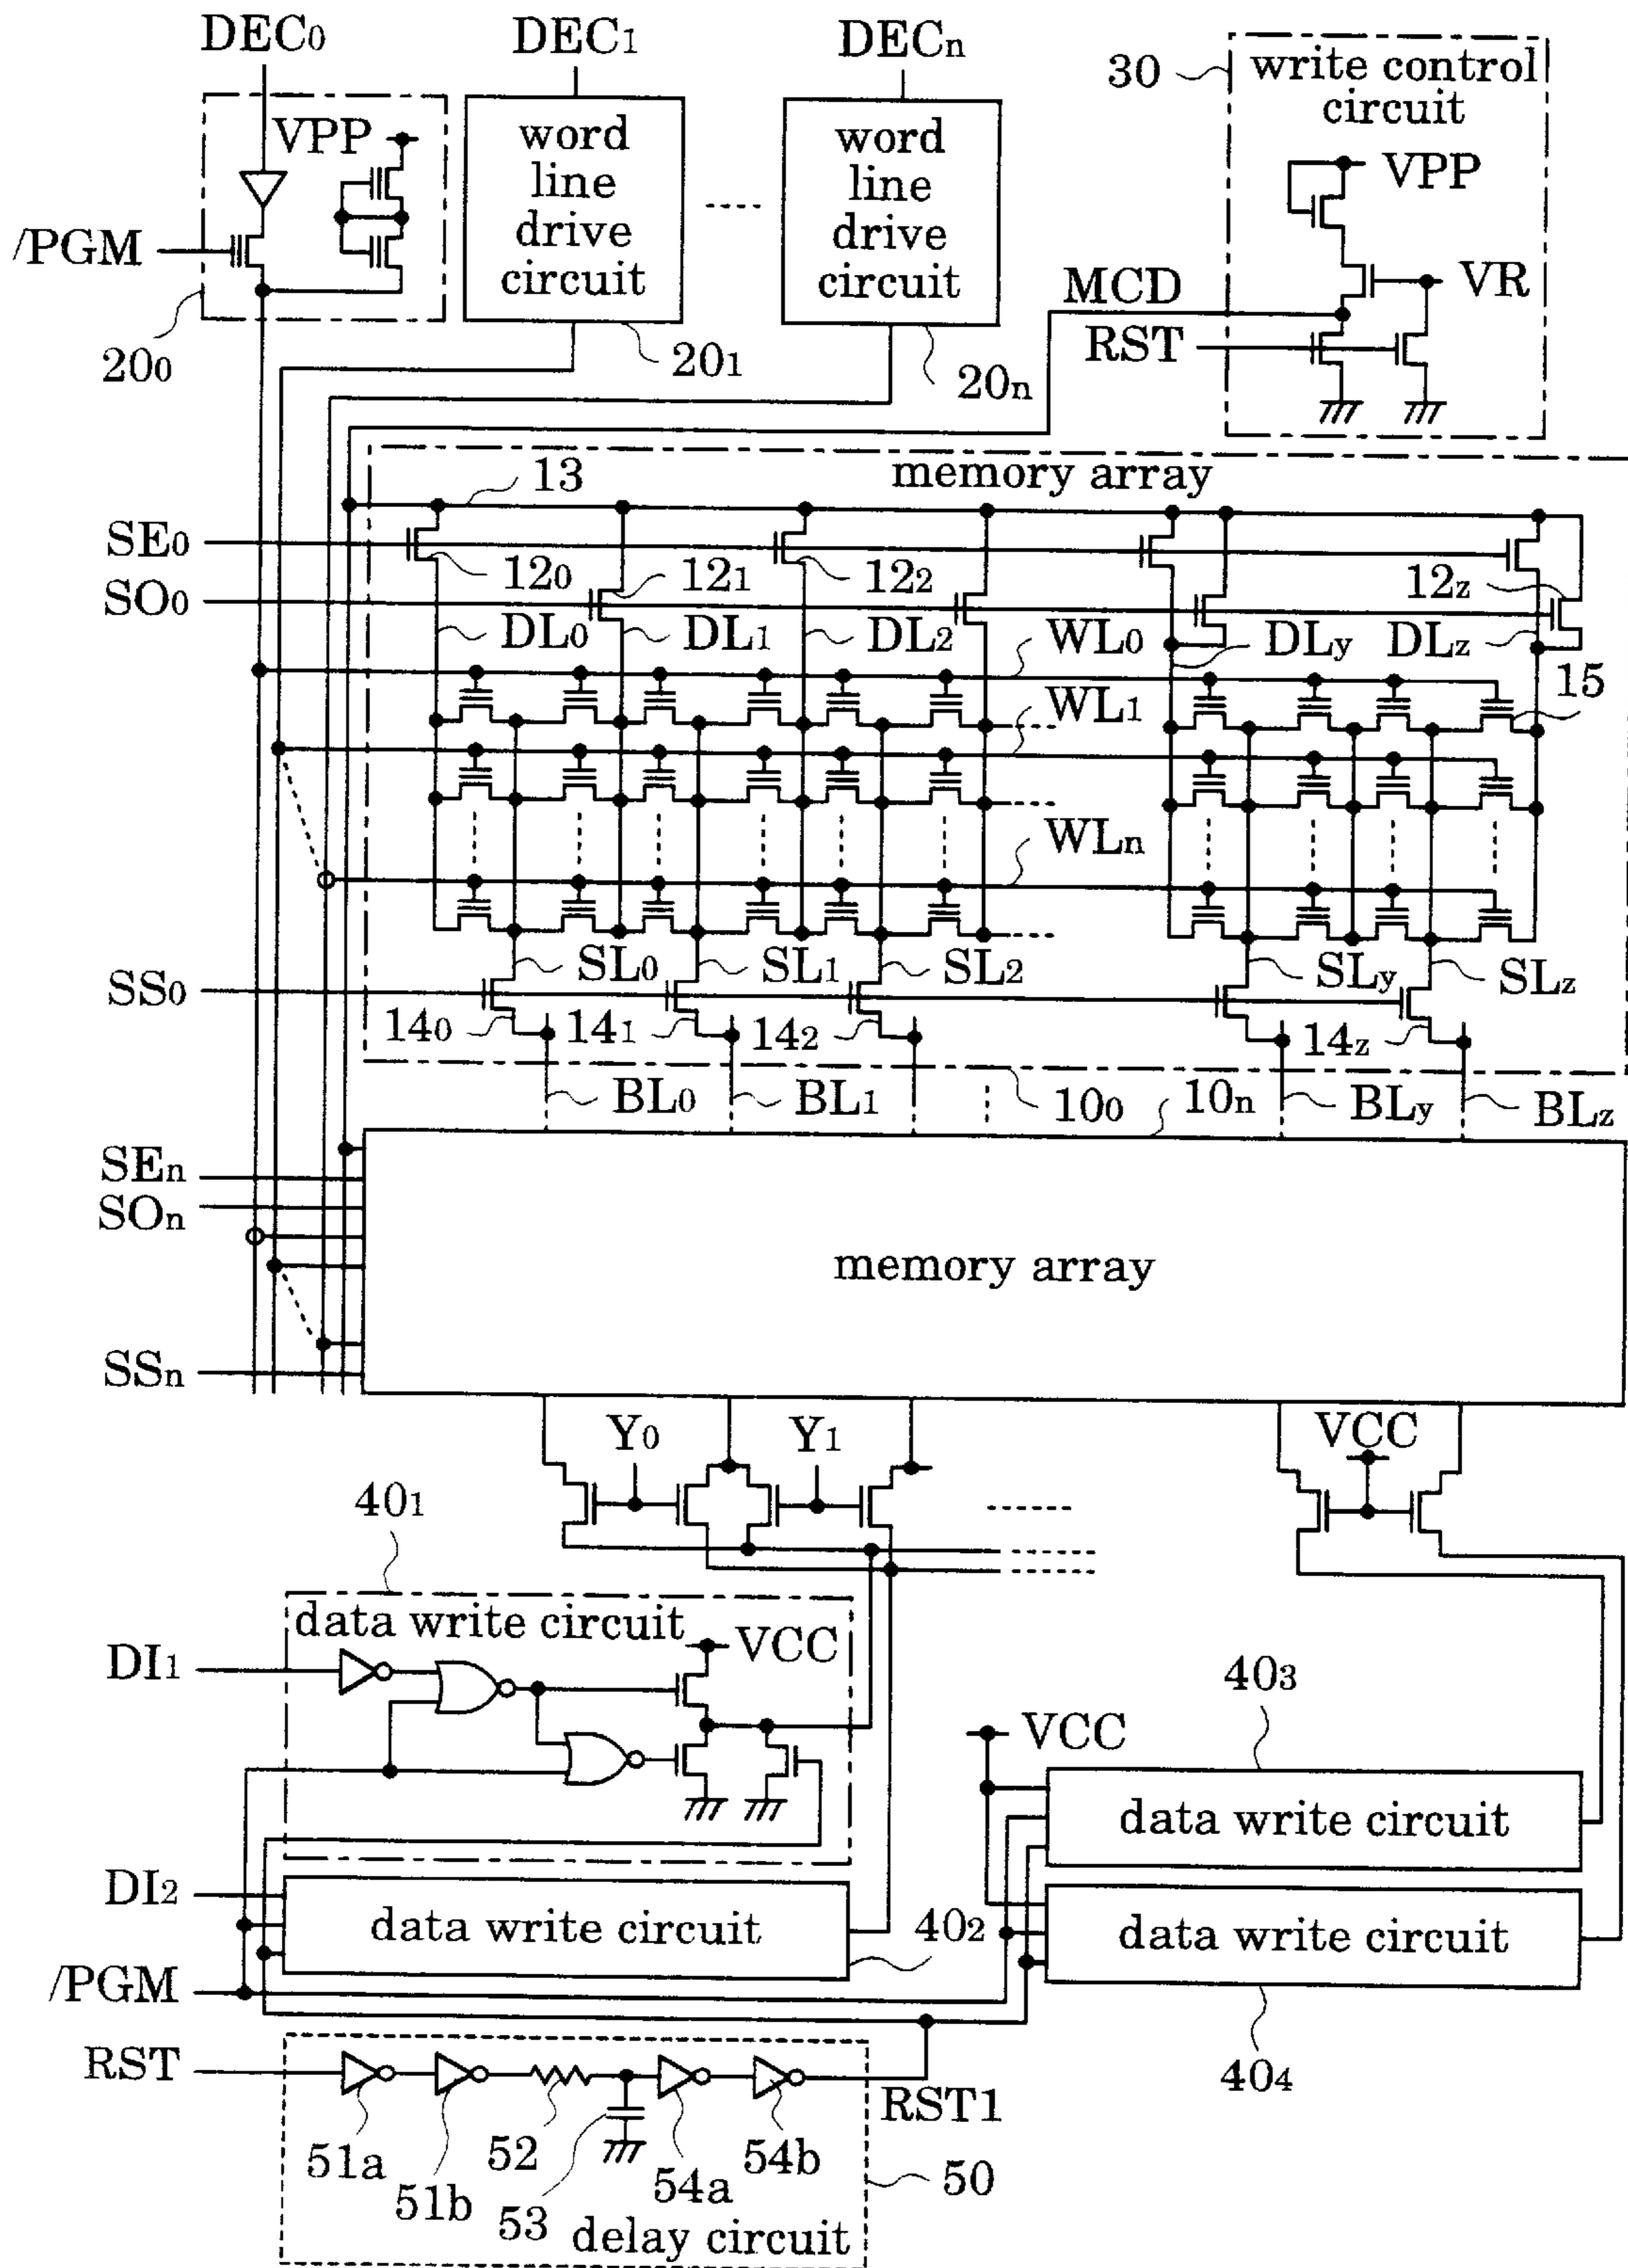 DEC0
DEC1
DECn
30
write control
circuit
VPP
word
line
drive
circuit
word
line
drive
circuit
VPP
/PGM
MCD
VR
RST
200
201
20n
memory array
13
SE0
120
121
122
12z
SO0
DL0
DL1
DL2
WL0
DLy
DLz
WL1
15
WLn
SL0
SL1
SL2
SLy
SLz
SS0
140
141
142
14z
BL0
BL1
100
10n
BLy
BLz
SEn
SOn
memory array
SSn
Y0
Y1
VCC
401
data write circuit
VCC
DI1
403
VCC
data write circuit
DI2
data write circuit
402
data write circuit
/PGM
404
RST
RST1
51a
51b
52
53
54a
54b
50
delay circuit